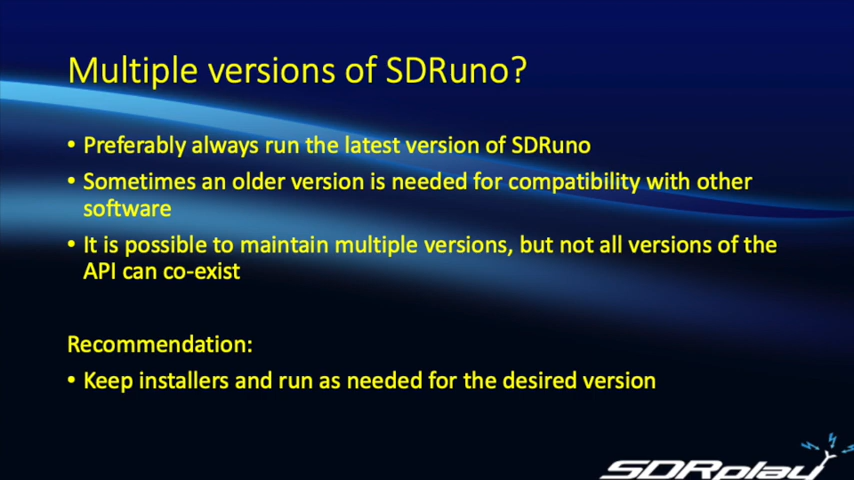 Multiple versions of SDRuno?
• Preferably always run the latest version of SDRuno
• Sometimes an older version is needed for compatibility with other
software
• It is possible to maintain multiple versions, but not all versions of the
API can co-exist
Recommendation:
• Keep installers and run as needed for the desired version
SDRplay